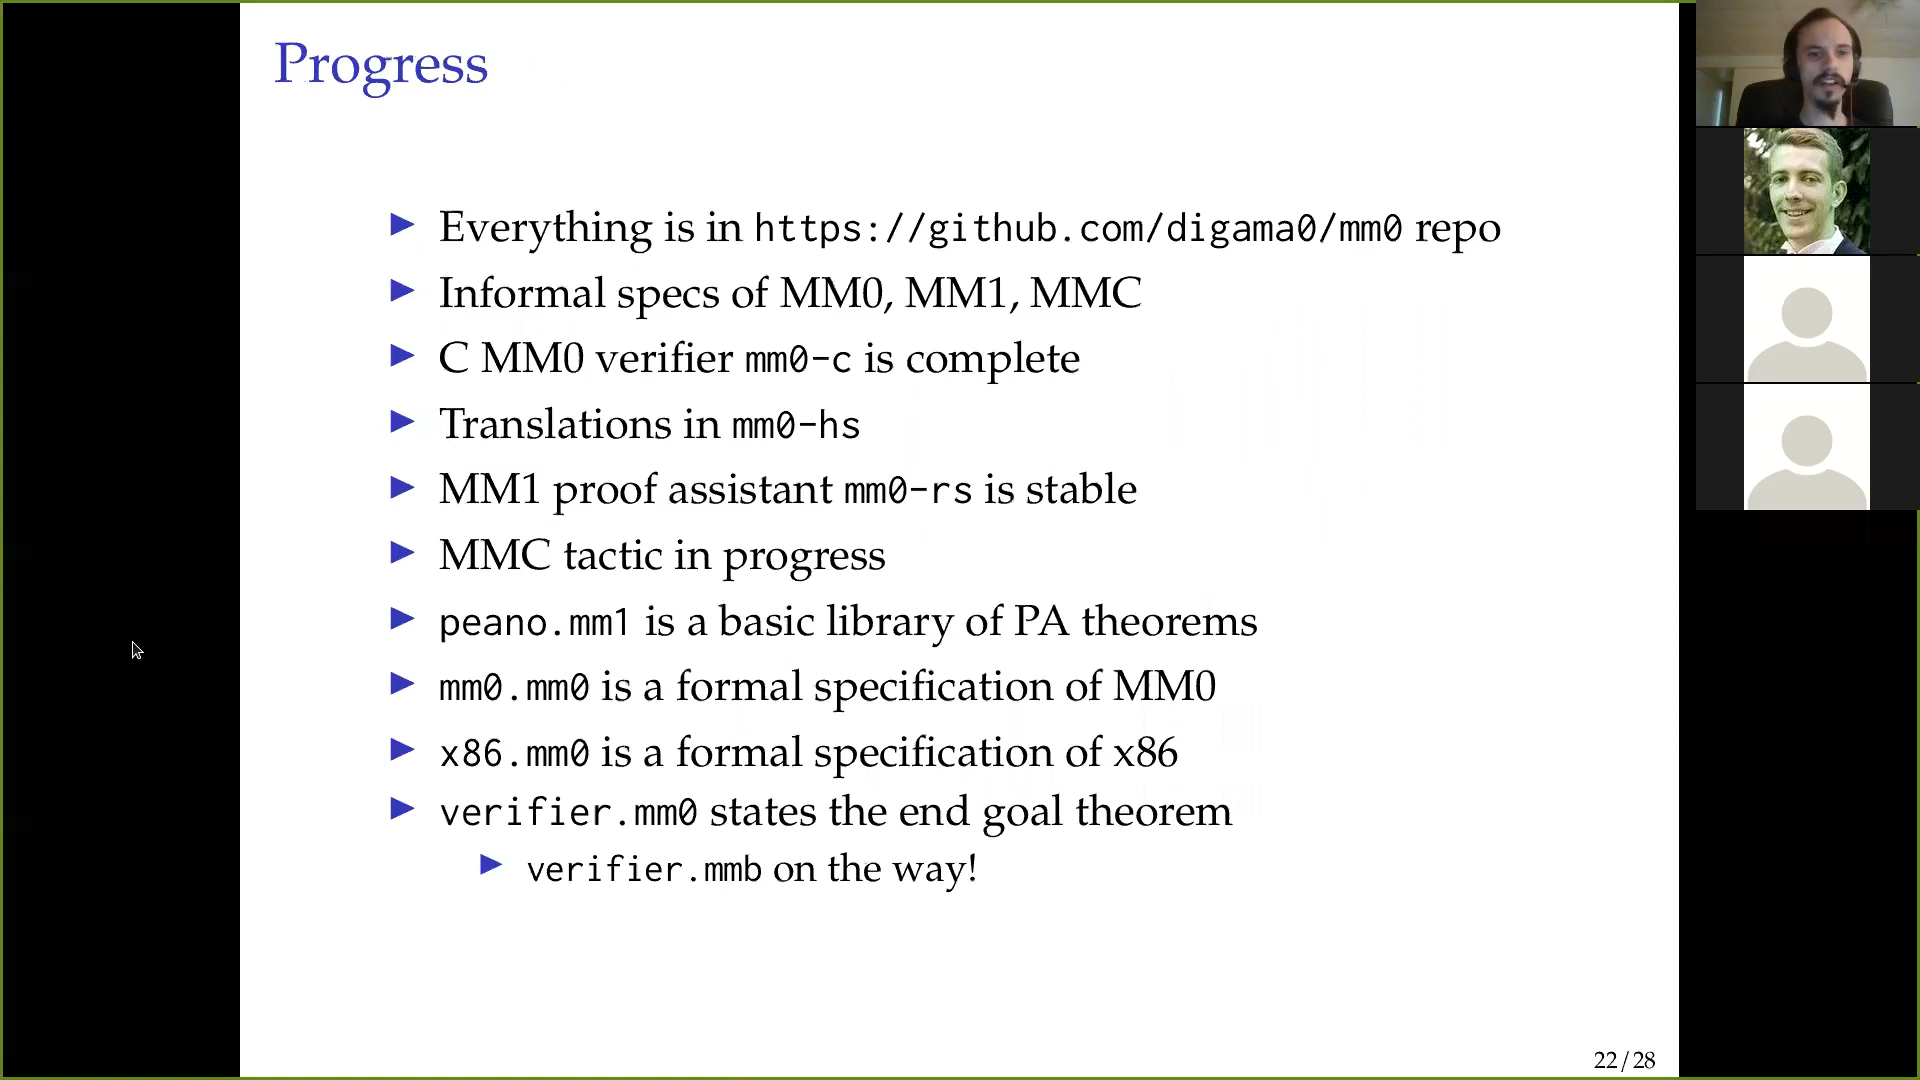 Progress
Everything is in https://github.com/digama0/mm0 repo
Informal specs of MM0, MM1, MMC
C MM0 verifier mm0-c is complete
Translations in mm0-hs
MM1 proof assistant mm0-rs is stable
MMC tactic in progress
peano.mm1 is a basic library of PA theorems
mm0.mm0 is a formal specification of MM0
x86.mm0 is a formal specification of x86
verifier.mm0 states the end goal theorem
verifier.mmb on the way!
22 / 28